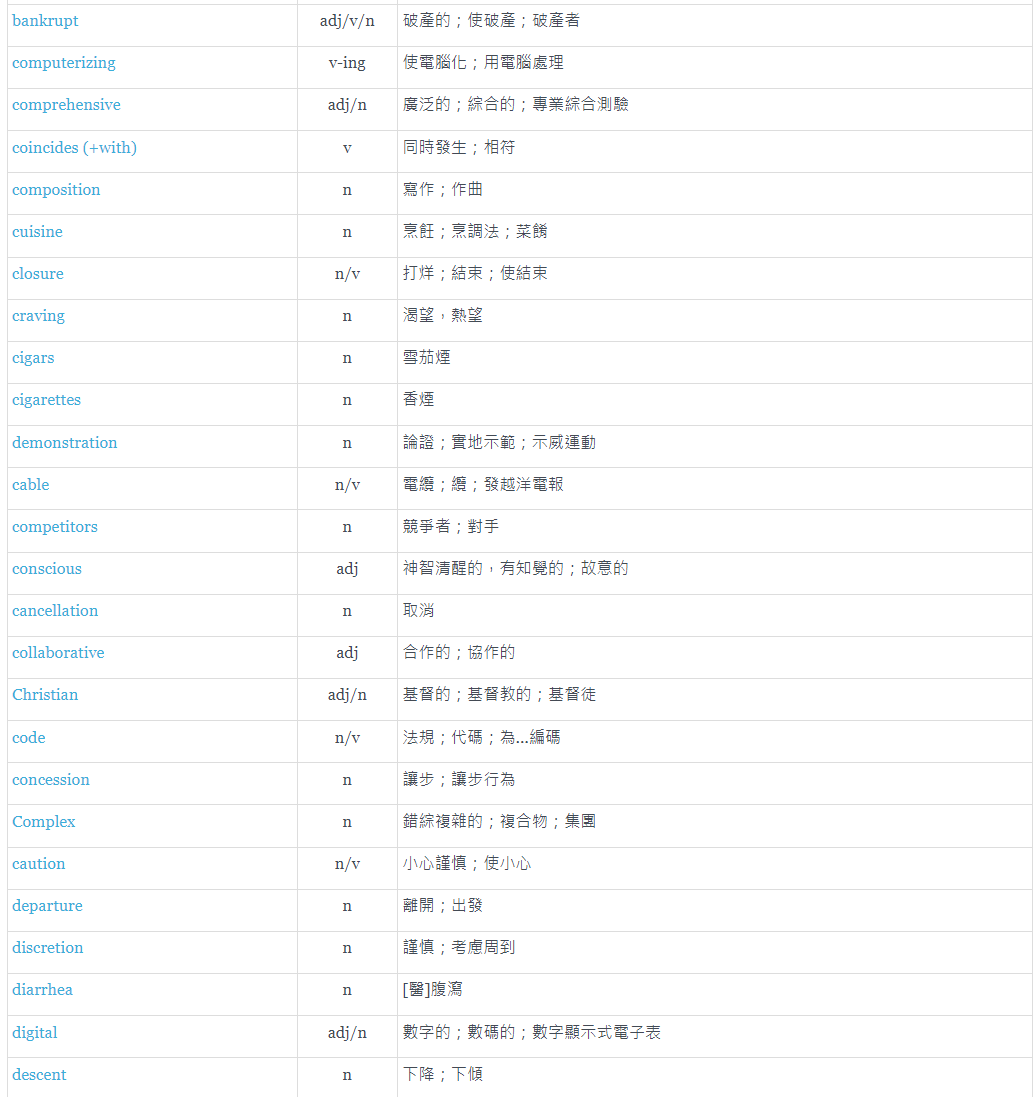 bankrupt adj/v/n 破產的；使破產；破產者
computerizing v-ing 使電腦化；用電腦處理
comprehensive adj/n 廣泛的；綜合的；專業綜合測驗
coincides (+with) v 同時發生；相符
composition n 寫作；作曲
cuisine n 烹飪；烹調法；菜餚
closure n/v 打烊；結束；使結束
craving n 渴望，熱望
cigars n 雪茄煙
cigarettes n 香煙
demonstration n 論證；實地示範；示威運動
cable n/v 電纜；纜；發越洋電報
competitors n 競爭者；對手
conscious adj 神智清醒的，有知覺的；故意的
cancellation n 取消
collaborative adj 合作的；協作的
Christian adj/n 基督的；基督教的；基督徒
code n/v 法規；代碼；為...編碼
concession n 讓步；讓步行為
Complex n 錯綜複雜的；複合物；集團
caution n/v 小心謹慎；使小心
departure n 離開；出發
discretion n 謹慎；考慮周到
diarrhea n [醫]腹瀉
digital adj/n 數字的；數碼的；數字顯示式電子表
descent n 下降；下傾